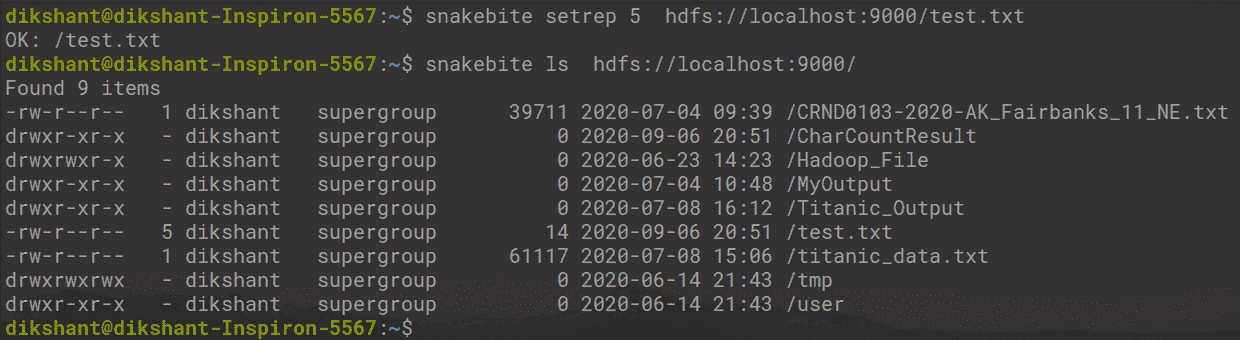 dikshant@dikshant-Inspiron-5567:~$ snakebite setrep 5  hdfs://localhost:9000/test.txt
OK: /test.txt
dikshant@dikshant-Inspiron-5567:~$ snakebite ls  hdfs://localhost:9000/
Found 9 items
-rw-r--r--   1 dikshant   supergroup      39711 2020-07-04 09:39 /CRND0103-2020-AK_Fairbanks_11_NE.txt
drwxr-xr-x   - dikshant   supergroup          0 2020-09-06 20:51 /CharCountResult
drwxrwxr-x   - dikshant   supergroup          0 2020-06-23 14:23 /Hadoop_File
drwxr-xr-x   - dikshant   supergroup          0 2020-07-04 10:48 /MyOutput
drwxr-xr-x   - dikshant   supergroup          0 2020-07-08 16:12 /Titanic_Output
-rw-r--r--   5 dikshant   supergroup         14 2020-09-06 20:51 /test.txt
-rw-r--r--   1 dikshant   supergroup      61117 2020-07-08 15:06 /titanic_data.txt
drwxrwxrwx   - dikshant   supergroup          0 2020-06-14 21:43 /tmp
drwxr-xr-x   - dikshant   supergroup          0 2020-06-14 21:43 /user
dikshant@dikshant-Inspiron-5567:~$